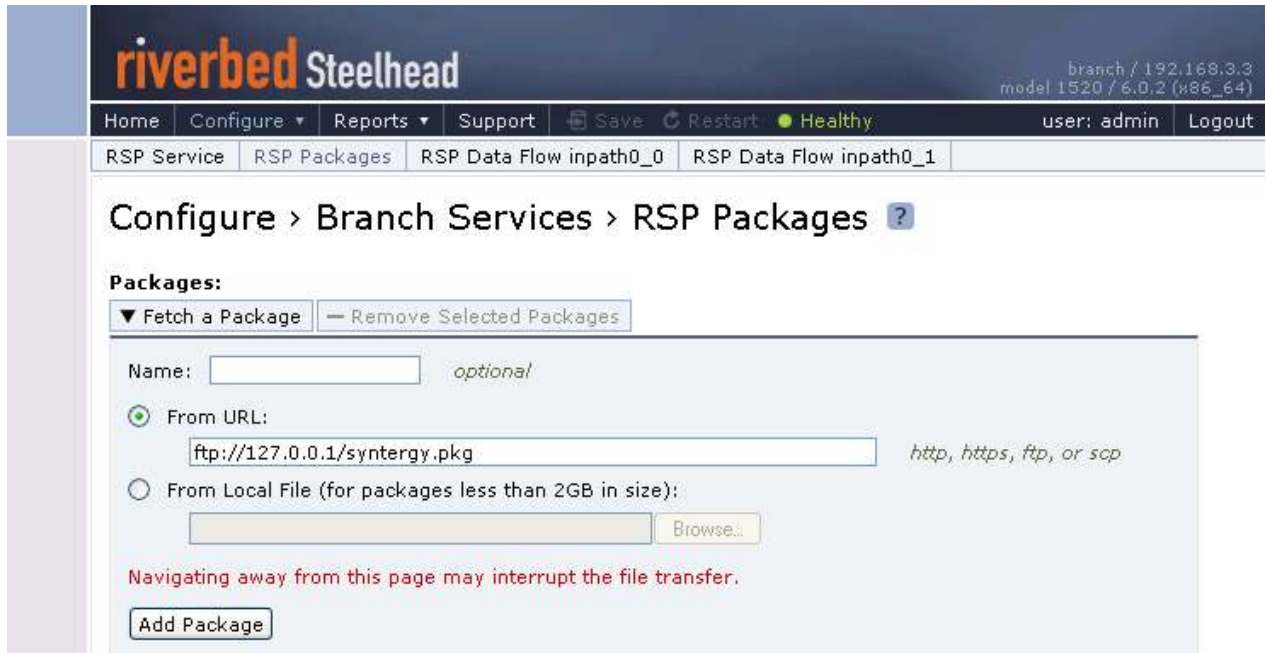 riverbed Steelhead
branch / 192.168.3.3
model 1520 / 6.0.2 (x86_64)
Home Configure ▾ Reports ▾ Support Save Restart Healthy user: admin Logout
RSP Service RSP Packages RSP Data Flow inpath0_0 RSP Data Flow inpath0_1
Configure › Branch Services › RSP Packages ?
Packages:
▼ Fetch a Package — Remove Selected Packages
Name: optional
From URL:
ftp://127.0.0.1/syntergy.pkg http, https, ftp, or scp
From Local File (for packages less than 2GB in size):
Browse...
Navigating away from this page may interrupt the file transfer.
Add Package